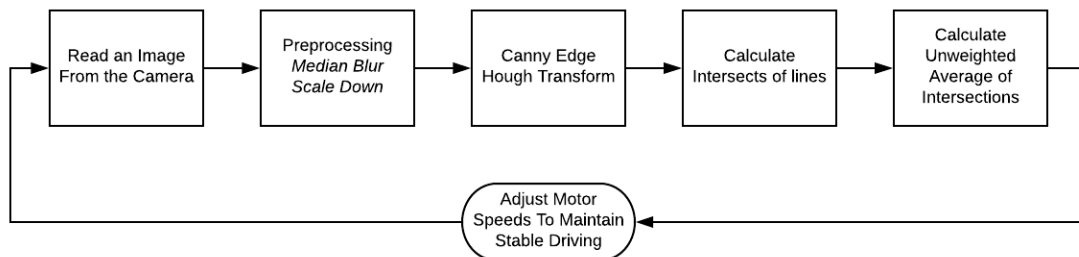 Read an Image
From the Camera
Preprocessing
Median Blur
Scale Down
Canny Edge
Hough Transform
Calculate
Intersects of lines
Calculate
Unweighted
Average of
Intersections
Adjust Motor
Speeds To Maintain
Stable Driving